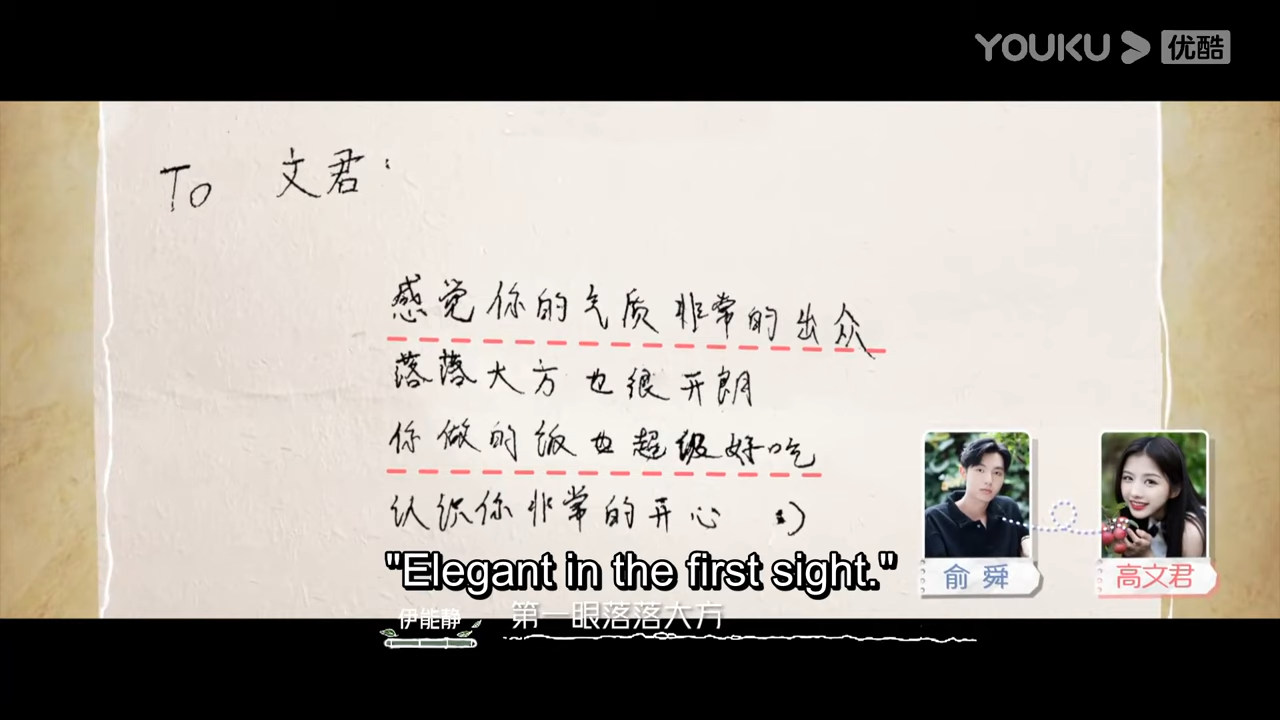 YOUKU 优酷
To 文君：
感觉你的气质非常的出众
落落大方也很开朗
你做的饭也超级好吃
认识你非常的开心 :)
俞舜
高文君
"Elegant in the first sight."
伊能静 第一眼落落大方